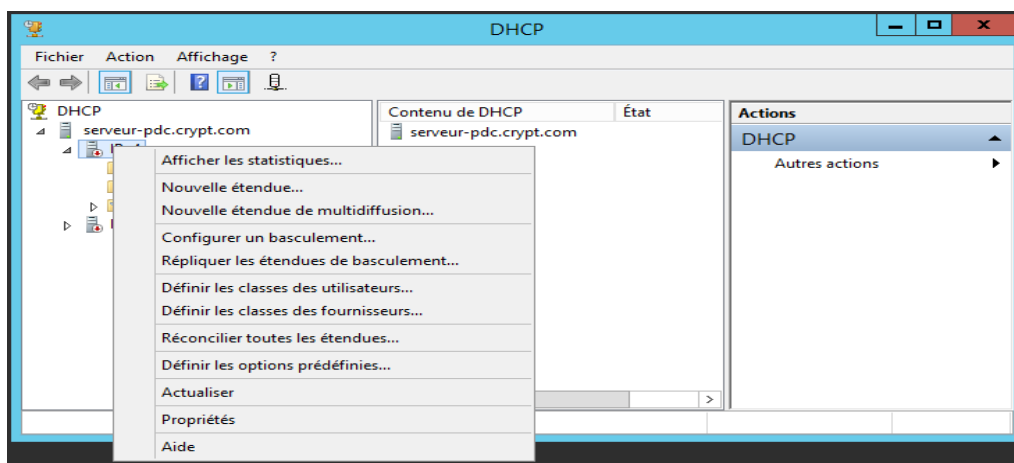 DHCP
Fichier Action Affichage ?
DHCP
serveur-pdc.crypt.com
Contenu de DHCP État
serveur-pdc.crypt.com
Actions
DHCP
Autres actions
Afficher les statistiques...
Nouvelle étendue...
Nouvelle étendue de multidiffusion...
Configurer un basculement...
Répliquer les étendues de basculement...
Définir les classes des utilisateurs...
Définir les classes des fournisseurs...
Réconcilier toutes les étendues...
Définir les options prédéfinies...
Actualiser
Propriétés
Aide